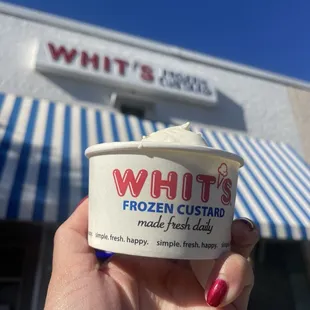 WHIT'S FROZEN CUSTARD
WHIT'S
FROZEN CUSTARD
made fresh daily
simple. fresh. happy. simple. fresh. happy.